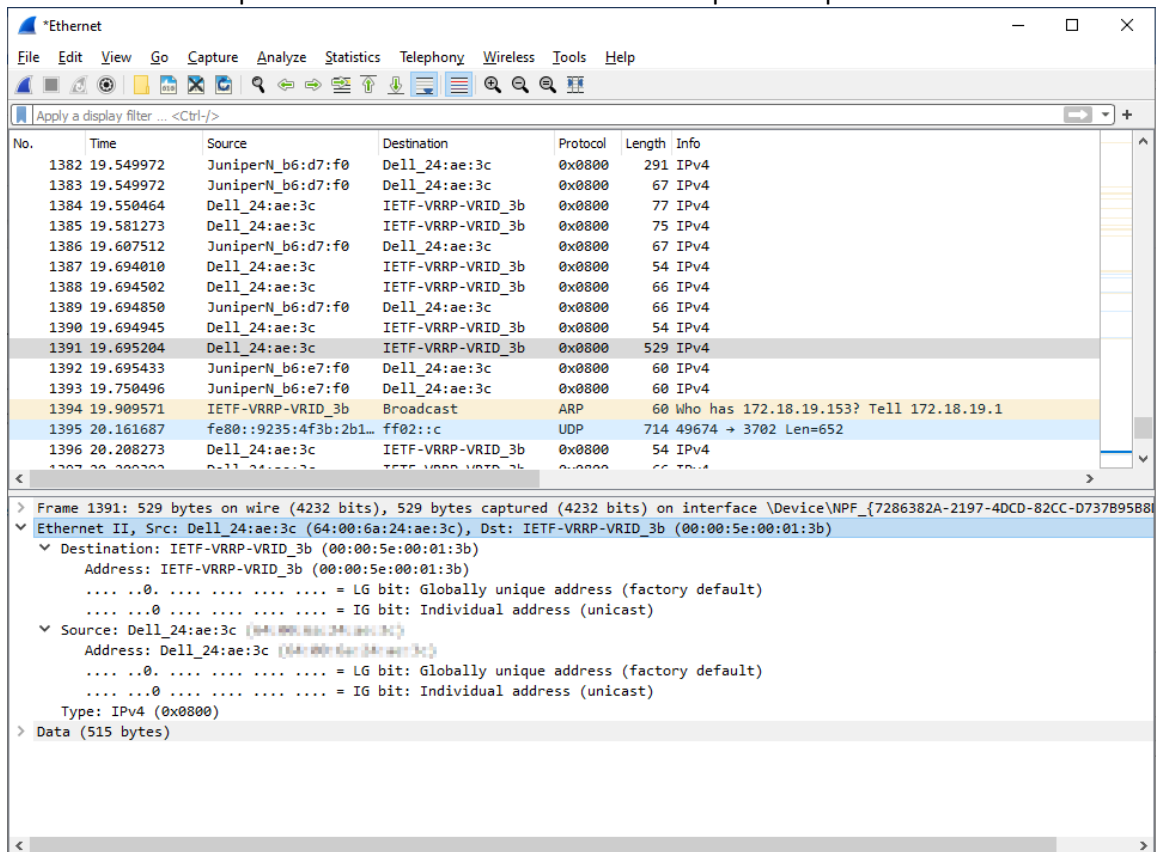 *Ethernet
File Edit View Go Capture Analyze Statistics Telephony Wireless Tools Help
Apply a display filter ... <Ctrl-/>
No. Time Source Destination Protocol Length Info
1382 19.549972 JuniperN_b6:d7:f0 Dell_24:ae:3c 0x0800 291 IPv4
1383 19.549972 JuniperN_b6:d7:f0 Dell_24:ae:3c 0x0800 67 IPv4
1384 19.550464 Dell_24:ae:3c IETF-VRRP-VRID_3b 0x0800 77 IPv4
1385 19.581273 Dell_24:ae:3c IETF-VRRP-VRID_3b 0x0800 75 IPv4
1386 19.607512 JuniperN_b6:d7:f0 Dell_24:ae:3c 0x0800 67 IPv4
1387 19.694010 Dell_24:ae:3c IETF-VRRP-VRID_3b 0x0800 54 IPv4
1388 19.694502 Dell_24:ae:3c IETF-VRRP-VRID_3b 0x0800 66 IPv4
1389 19.694850 JuniperN_b6:d7:f0 Dell_24:ae:3c 0x0800 66 IPv4
1390 19.694945 Dell_24:ae:3c IETF-VRRP-VRID_3b 0x0800 54 IPv4
1391 19.695204 Dell_24:ae:3c IETF-VRRP-VRID_3b 0x0800 529 IPv4
1392 19.695433 JuniperN_b6:e7:f0 Dell_24:ae:3c 0x0800 60 IPv4
1393 19.750496 JuniperN_b6:e7:f0 Dell_24:ae:3c 0x0800 60 IPv4
1394 19.909571 IETF-VRRP-VRID_3b Broadcast ARP 60 Who has 172.18.19.153? Tell 172.18.19.1
1395 20.161687 fe80::9235:4f3b:2b1… ff02::c UDP 714 49674 → 3702 Len=652
1396 20.208273 Dell_24:ae:3c IETF-VRRP-VRID_3b 0x0800 54 IPv4
Frame 1391: 529 bytes on wire (4232 bits), 529 bytes captured (4232 bits) on interface \Device\NPF_{7286382A-2197-4DCD-82CC-D737B95B8
Ethernet II, Src: Dell_24:ae:3c (64:00:6a:24:ae:3c), Dst: IETF-VRRP-VRID_3b (00:00:5e:00:01:3b)
Destination: IETF-VRRP-VRID_3b (00:00:5e:00:01:3b)
Address: IETF-VRRP-VRID_3b (00:00:5e:00:01:3b)
.... ..0. .... .... .... .... = LG bit: Globally unique address (factory default)
.... ...0 .... .... .... .... = IG bit: Individual address (unicast)
Source: Dell_24:ae:3c
Address: Dell_24:ae:3c
.... ..0. .... .... .... .... = LG bit: Globally unique address (factory default)
.... ...0 .... .... .... .... = IG bit: Individual address (unicast)
Type: IPv4 (0x0800)
Data (515 bytes)